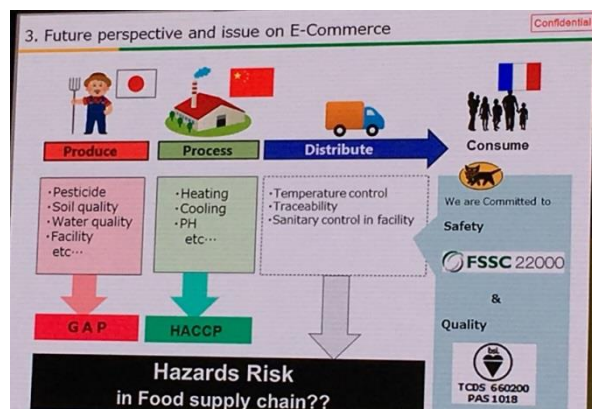 Confidential
3. Future perspective and issue on E-Commerce
Produce
Process
Distribute
Consume
・Pesticide
・Soil quality
・Water quality
・Facility
etc…
・Heating
・Cooling
・PH
etc…
・Temperature control
・Traceability
・Sanitary control in facility
We are Committed to
Safety
FSSC 22000
&
Quality
bsi.
TCDS 660200
PAS 1018
GAP
HACCP
Hazards Risk
in Food supply chain??